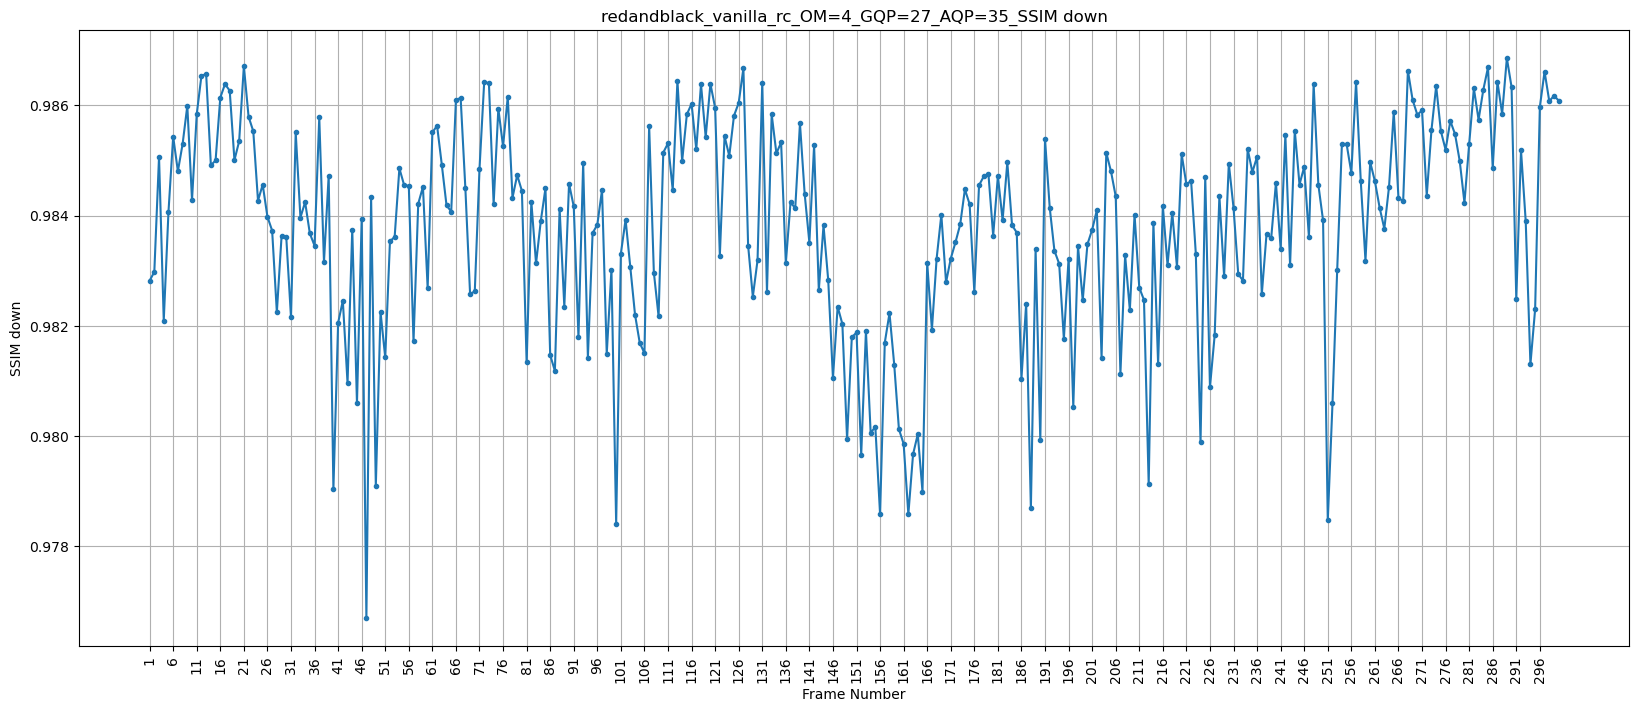 redandblack_vanilla_rc_OM=4_GQP=27_AQP=35_SSIM down
SSIM down
0.986
0.984
0.982
0.980
0.978
1 6 11 16 21 26 31 36 41 46 51 56 61 66 71 76 81 86 91 96 101 106 111 116 121 126 131 136 141 146 151 156 161 166 171 176 181 186 191 196 201 206 211 216 221 226 231 236 241 246 251 256 261 266 271 276 281 286 291 296
Frame Number